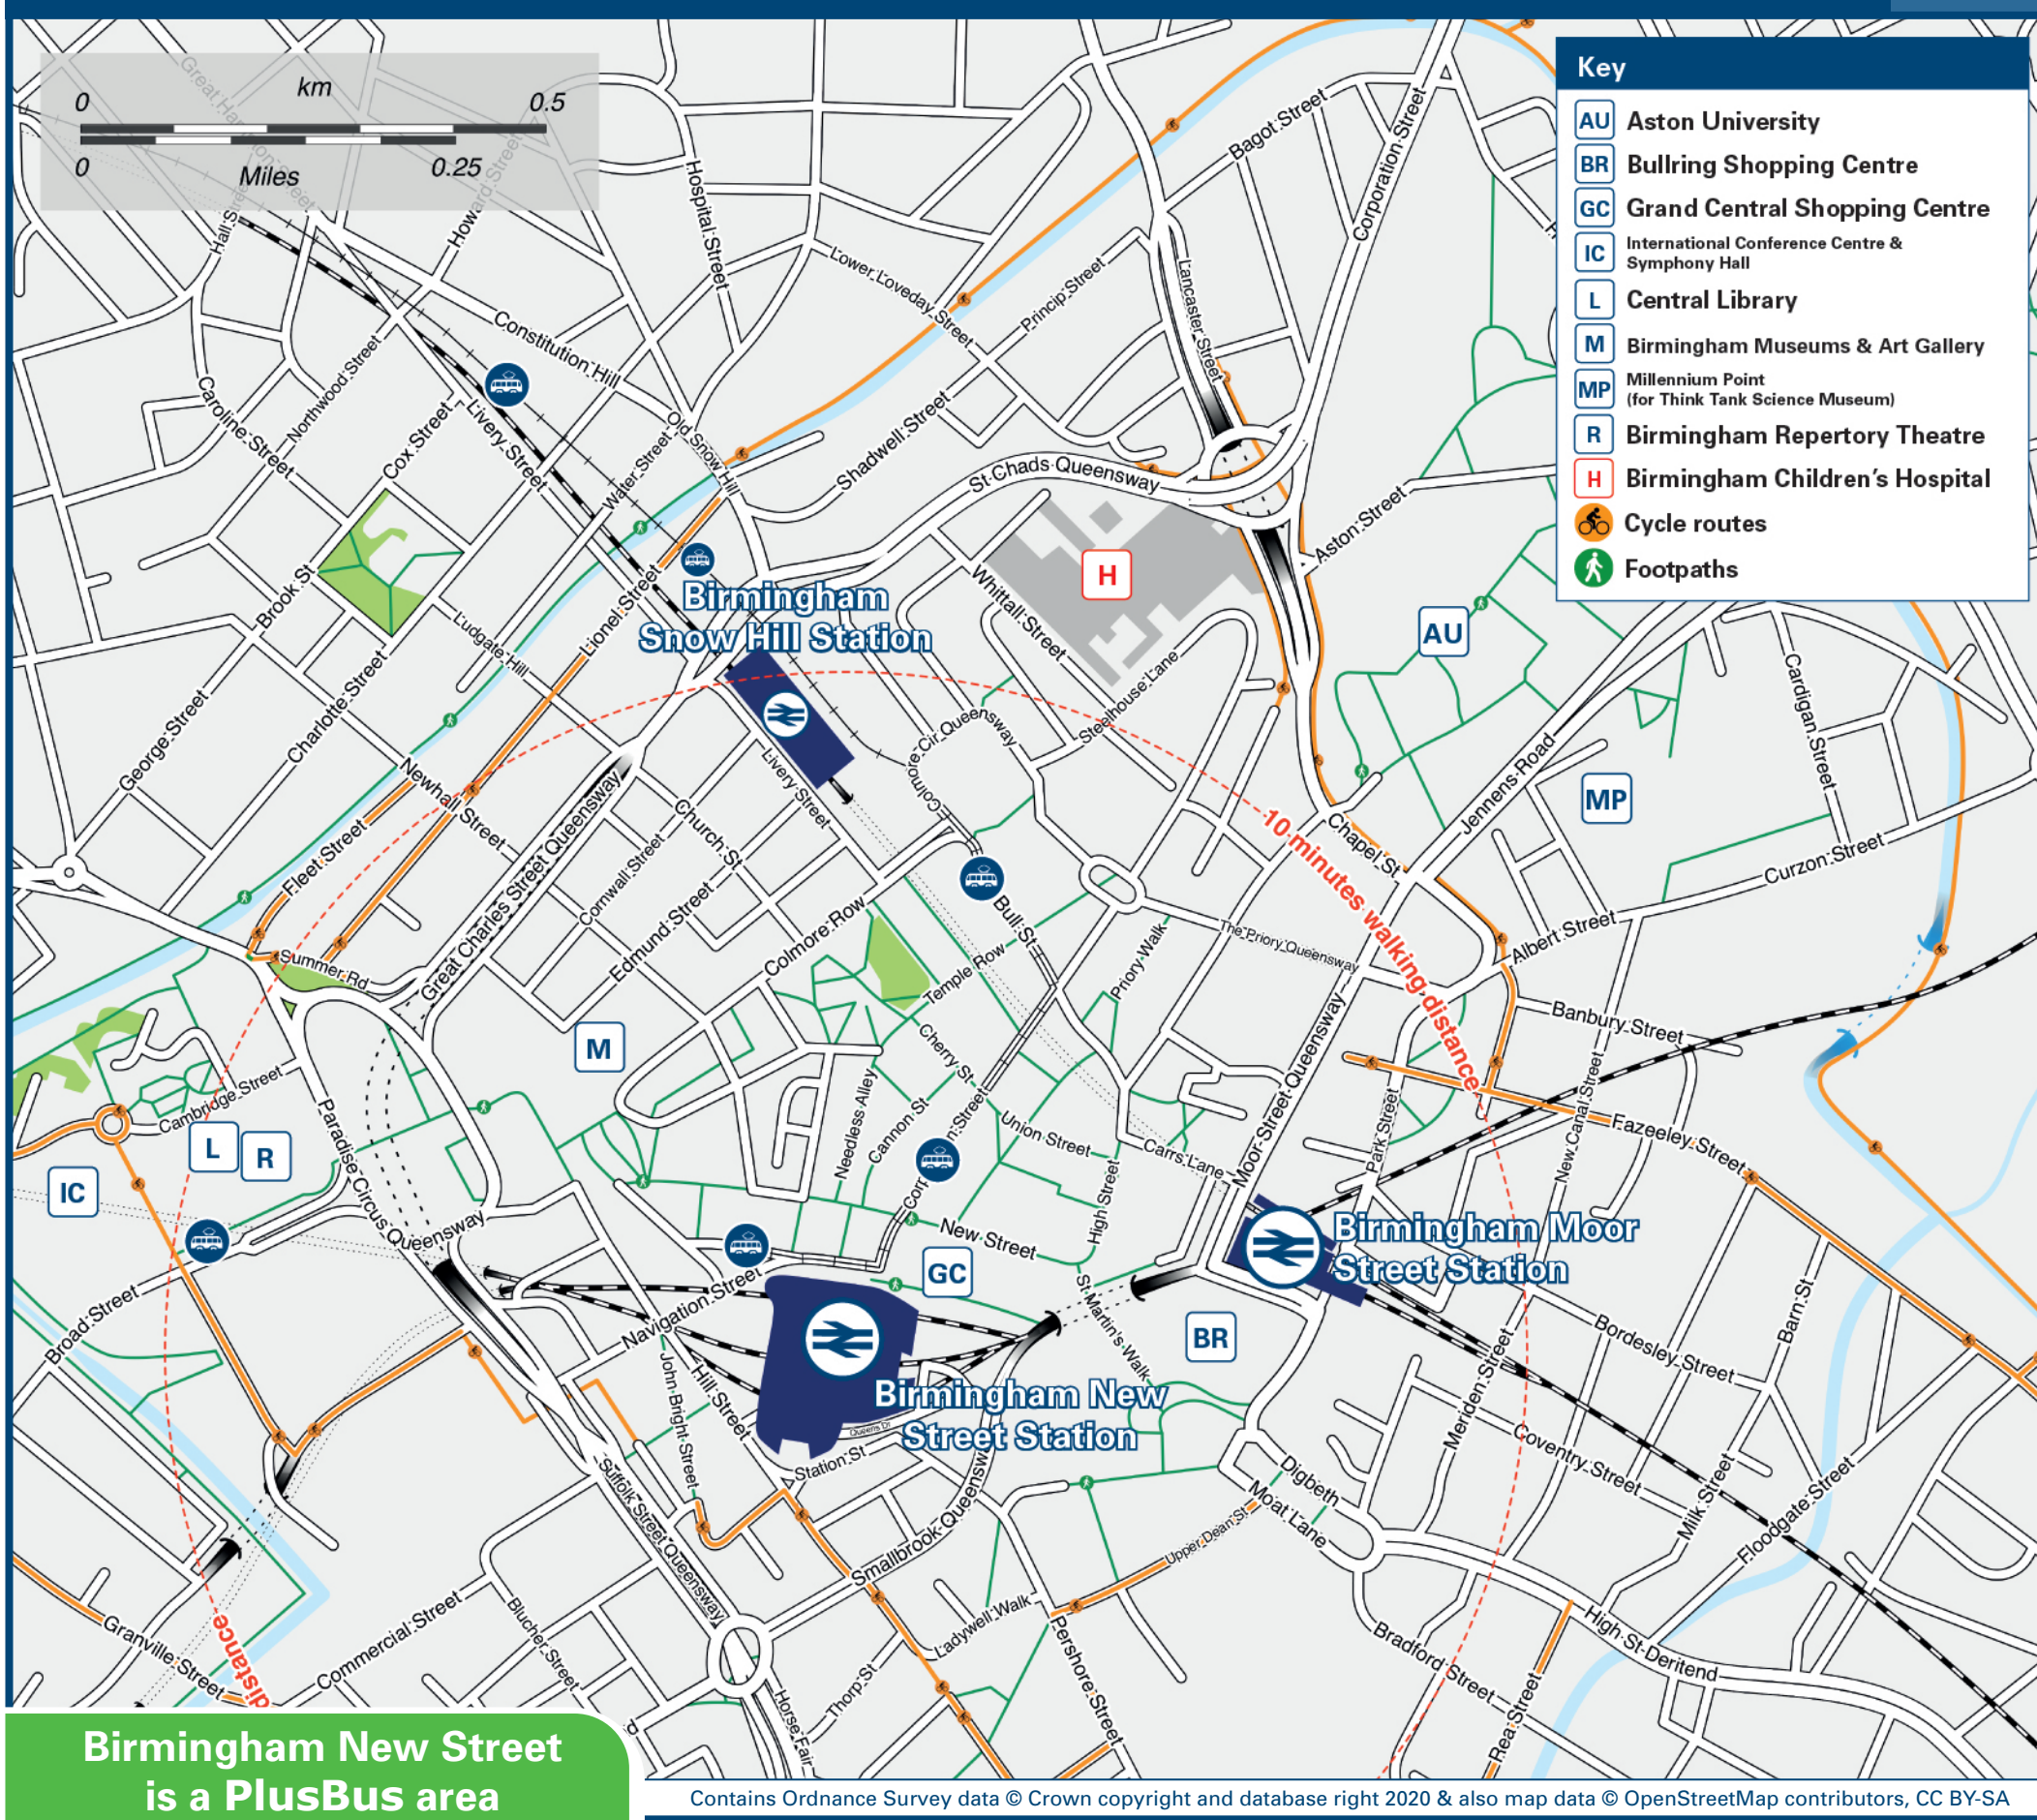 km
0
0.5
0
Miles
0.25
Key
AU Aston University
BR Bullring Shopping Centre
GC Grand Central Shopping Centre
IC International Conference Centre &
Symphony Hall
L Central Library
M Birmingham Museums & Art Gallery
MP Millennium Point
(for Think Tank Science Museum)
R Birmingham Repertory Theatre
H Birmingham Children's Hospital
Cycle routes
Footpaths
Bagot Street
Corporation Street
Hospital Street
Lower Loveday Street
Princip Street
Lancaster Street
Constitution Hill
Northwood Street
Caroline Street
Cox Street
Livery Street
Old Snow Hill
Water Street
Shadwell Street
St Chads Queensway
Aston Street
H
Whittall Street
AU
Brook St
Lionel Street
Birmingham
Snow Hill Station
Ludgate Hill
Steelhouse Lane
Cardigan Street
George Street
Charlotte Street
Colmore Cir Queensway
Jennens Road
Newhall Street
Livery Street
MP
10 minutes walking distance
Chapel St
Curzon Street
Fleet Street
Great Charles Street Queensway
Church St
Cornwall Street
Edmund Street
Colmore Row
Bull St
Priory Walk
The Priory Queensway
Albert Street
Summer Rd
Temple Row
Banbury Street
M
Cherry St
Moor Street Queensway
Cambridge Street
Needless Alley
Cannon St
Union Street
Carrs Lane
Park Street
New Canal Street
Fazeeley Street
L
R
IC
Paradise Circus Queensway
Corp
n Street
High Street
New Street
GC
Birmingham Moor
Street Station
Broad Street
Navigation Street
St Martin's Walk
BR
Bordesley Street
Barn St
Birmingham New
Street Station
John Bright Street
Hill Street
Queens Dr
Station St
Meriden Street
Coventry Street
Milk Street
Floodgate Street
Digbeth
Moat Lane
Suffolk Street Queensway
Smallbrook Queensway
Upper Dean St
Ladywell Walk
Granville Street
distance
Commercial Street
Blucher Street
Thorp St
Horse Fair
Pershore Street
Bradford Street
High St Deritend
Rea Street
Birmingham New Street
is a PlusBus area
Contains Ordnance Survey data © Crown copyright and database right 2020 & also map data © OpenStreetMap contributors, CC BY-SA